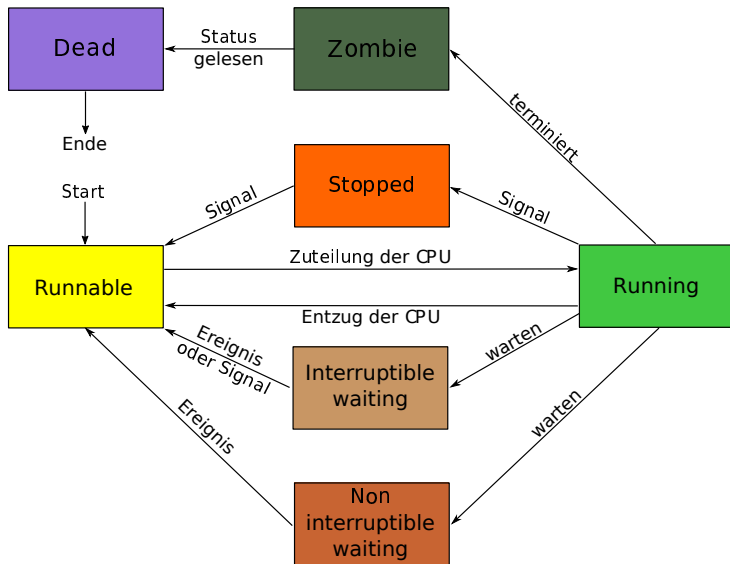 Dead
Status
gelesen
Zombie
Ende
terminiert
Start
Stopped
Signal
Signal
Runnable
Zuteilung der CPU
Running
Entzug der CPU
Ereignis
oder Signal
Interruptible
waiting
warten
Ereignis
warten
Non
interruptible
waiting